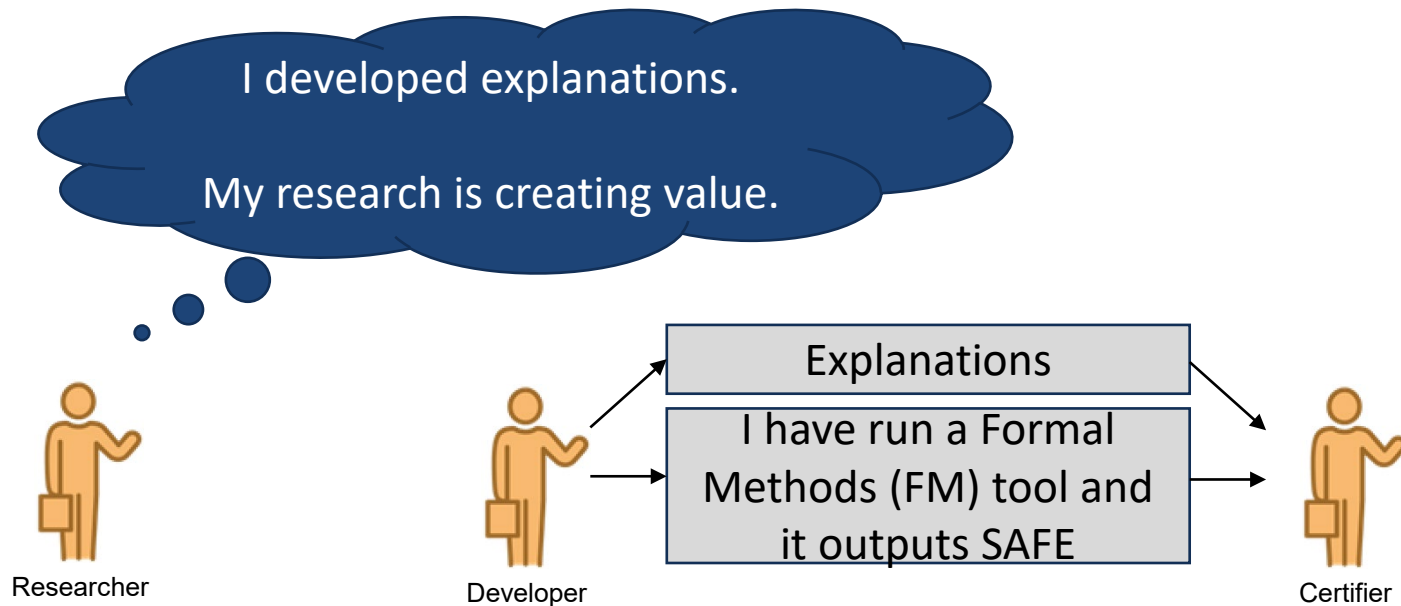 I developed explanations.
My research is creating value.
Explanations
I have run a Formal
Methods (FM) tool and
it outputs SAFE
Researcher
Developer
Certifier